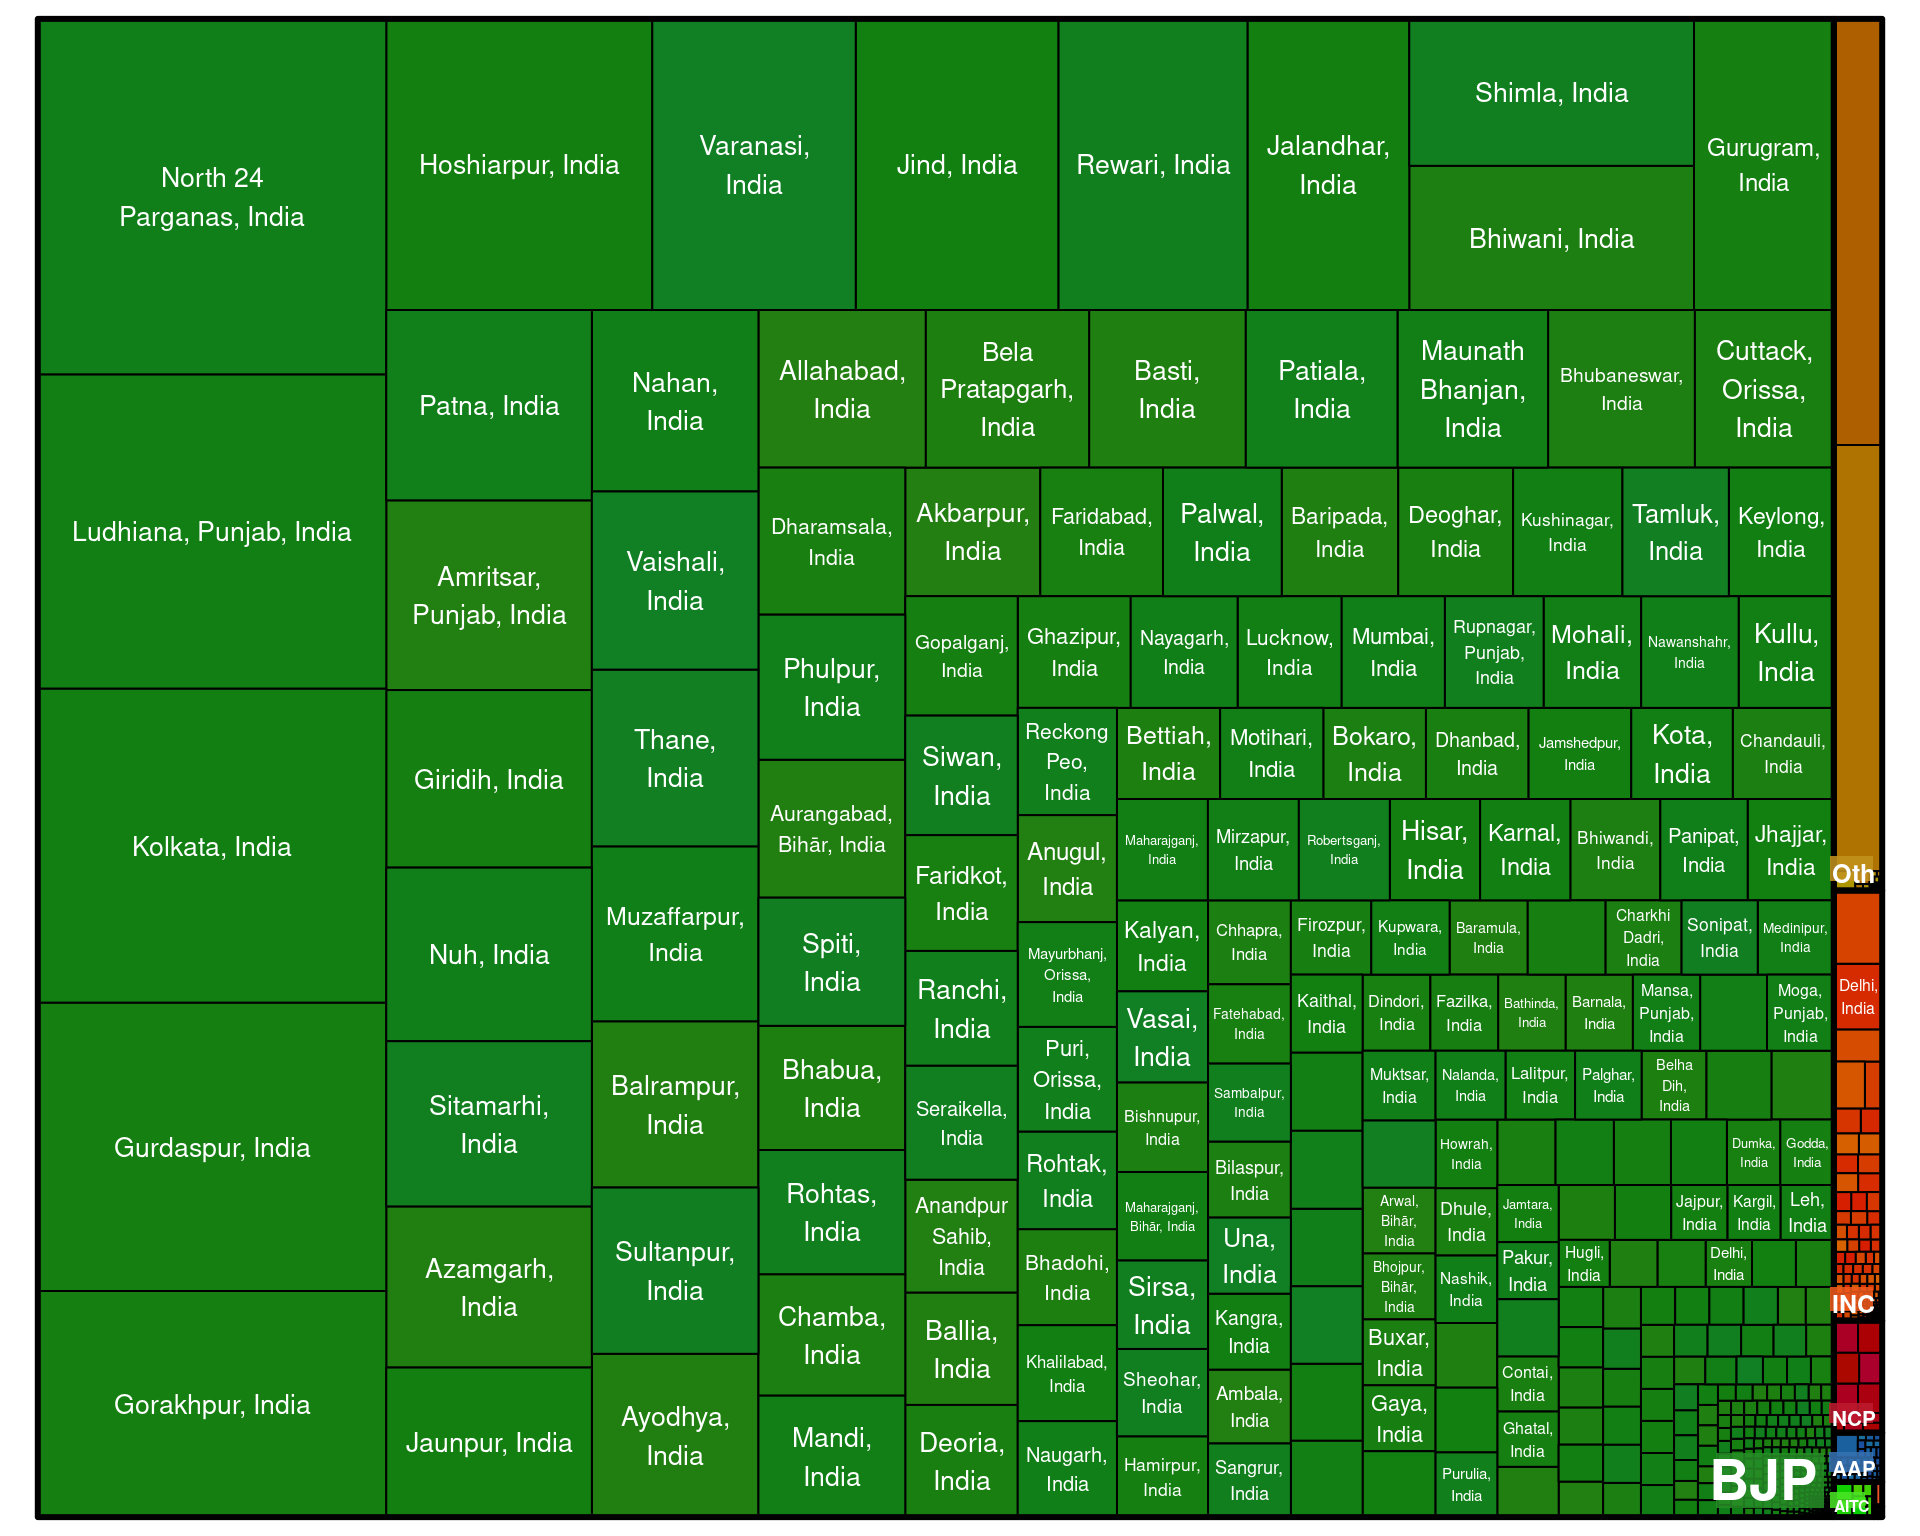 North 24
Parganas, India
Ludhiana, Punjab, India
Kolkata, India
Gurdaspur, India
Gorakhpur, India
Hoshiarpur, India
Varanasi,
India
Jind, India
Rewari, India
Jalandhar,
India
Shimla, India
Bhiwani, India
Gurugram,
India
Patna, India
Amritsar,
Punjab, India
Giridih, India
Nuh, India
Sitamarhi,
India
Azamgarh,
India
Jaunpur, India
Nahan,
India
Vaishali,
India
Thane,
India
Muzaffarpur,
India
Balrampur,
India
Sultanpur,
India
Ayodhya,
India
Allahabad,
India
Bela
Pratapgarh,
India
Basti,
India
Patiala,
India
Maunath
Bhanjan,
India
Bhubaneswar,
India
Cuttack,
Orissa,
India
Dharamsala,
India
Phulpur,
India
Aurangabad,
Bihār, India
Spiti,
India
Bhabua,
India
Rohtas,
India
Chamba,
India
Mandi,
India
Akbarpur,
India
Faridabad,
India
Palwal,
India
Baripada,
India
Deoghar,
India
Kushinagar,
India
Tamluk,
India
Keylong,
India
Gopalganj,
India
Siwan,
India
Faridkot,
India
Ranchi,
India
Seraikella,
India
Anandpur
Sahib,
India
Ballia,
India
Deoria,
India
Ghazipur,
India
Nayagarh,
India
Lucknow,
India
Mumbai,
India
Rupnagar,
Punjab,
India
Mohali,
India
Nawanshahr,
India
Kullu,
India
Reckong
Peo,
India
Anugul,
India
Mayurbhanj,
Orissa,
India
Puri,
Orissa,
India
Rohtak,
India
Bhadohi,
India
Khalilabad,
India
Naugarh,
India
Bettiah,
India
Motihari,
India
Bokaro,
India
Dhanbad,
India
Jamshedpur,
India
Kota,
India
Chandauli,
India
Maharajganj,
India
Mirzapur,
India
Robertsganj,
India
Hisar,
India
Karnal,
India
Bhiwandi,
India
Panipat,
India
Jhajjar,
India
Kalyan,
India
Vasai,
India
Bishnupur,
India
Maharajganj,
Bihār, India
Sirsa,
India
Sheohar,
India
Hamirpur,
India
Chhapra,
India
Fatehabad,
India
Sambalpur,
India
Bilaspur,
India
Una,
India
Kangra,
India
Ambala,
India
Sangrur,
India
Firozpur,
India
Kupwara,
India
Baramula,
India
Charkhi
Dadri,
India
Sonipat,
India
Medinipur,
India
Kaithal,
India
Dindori,
India
Fazilka,
India
Bathinda,
India
Barnala,
India
Mansa,
Punjab,
India
Moga,
Punjab,
India
Muktsar,
India
Nalanda,
India
Lalitpur,
India
Palghar,
India
Belha
Dih,
India
Howrah,
India
Dumka,
India
Godda,
India
Arwal,
Bihār,
India
Dhule,
India
Jamtara,
India
Jajpur,
India
Kargil,
India
Leh,
India
Bhojpur,
Bihār,
India
Nashik,
India
Pakur,
India
Hugli,
India
Delhi,
India
Buxar,
India
Gaya,
India
Contai,
India
Ghatal,
India
Purulia,
India
BJP
Oth
Delhi,
India
INC
NCP
AAP
AITC